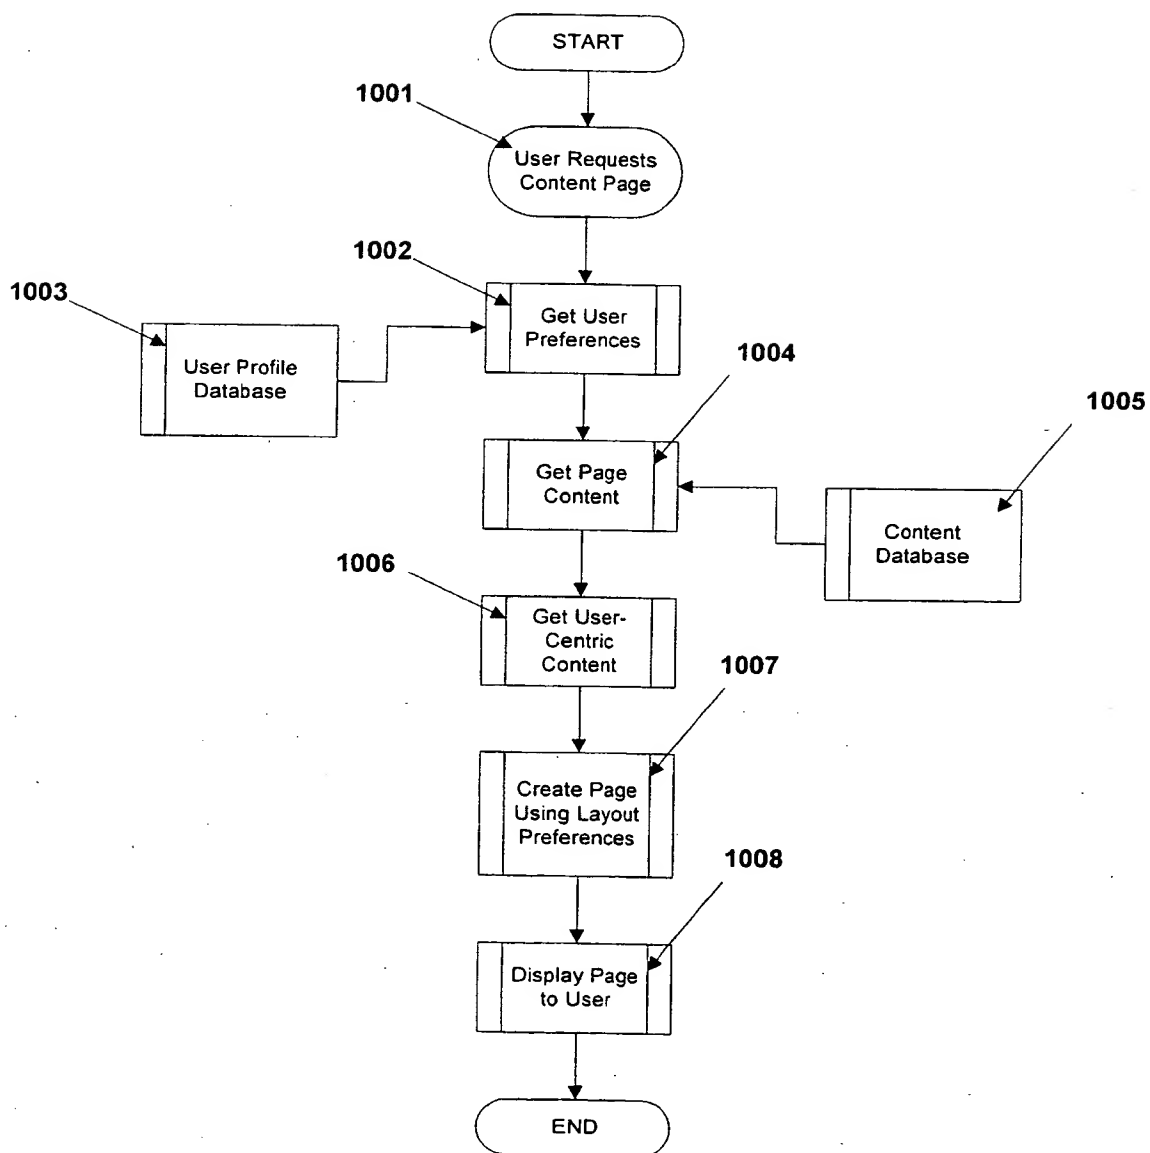 START
1001
User Requests
Content Page
1002
1003
Get User
Preferences
User Profile
Database
1004
1005
Get Page
Content
Content
Database
1006
Get User-
Centric
Content
1007
Create Page
Using Layout
Preferences
1008
Display Page
to User
END